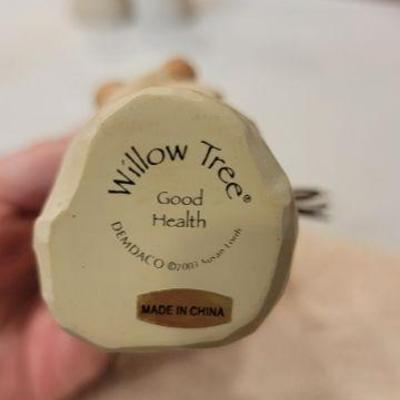 Willow Tree®
Good
Health
DEMDACO ©2003 Susan Lordi
MADE IN CHINA